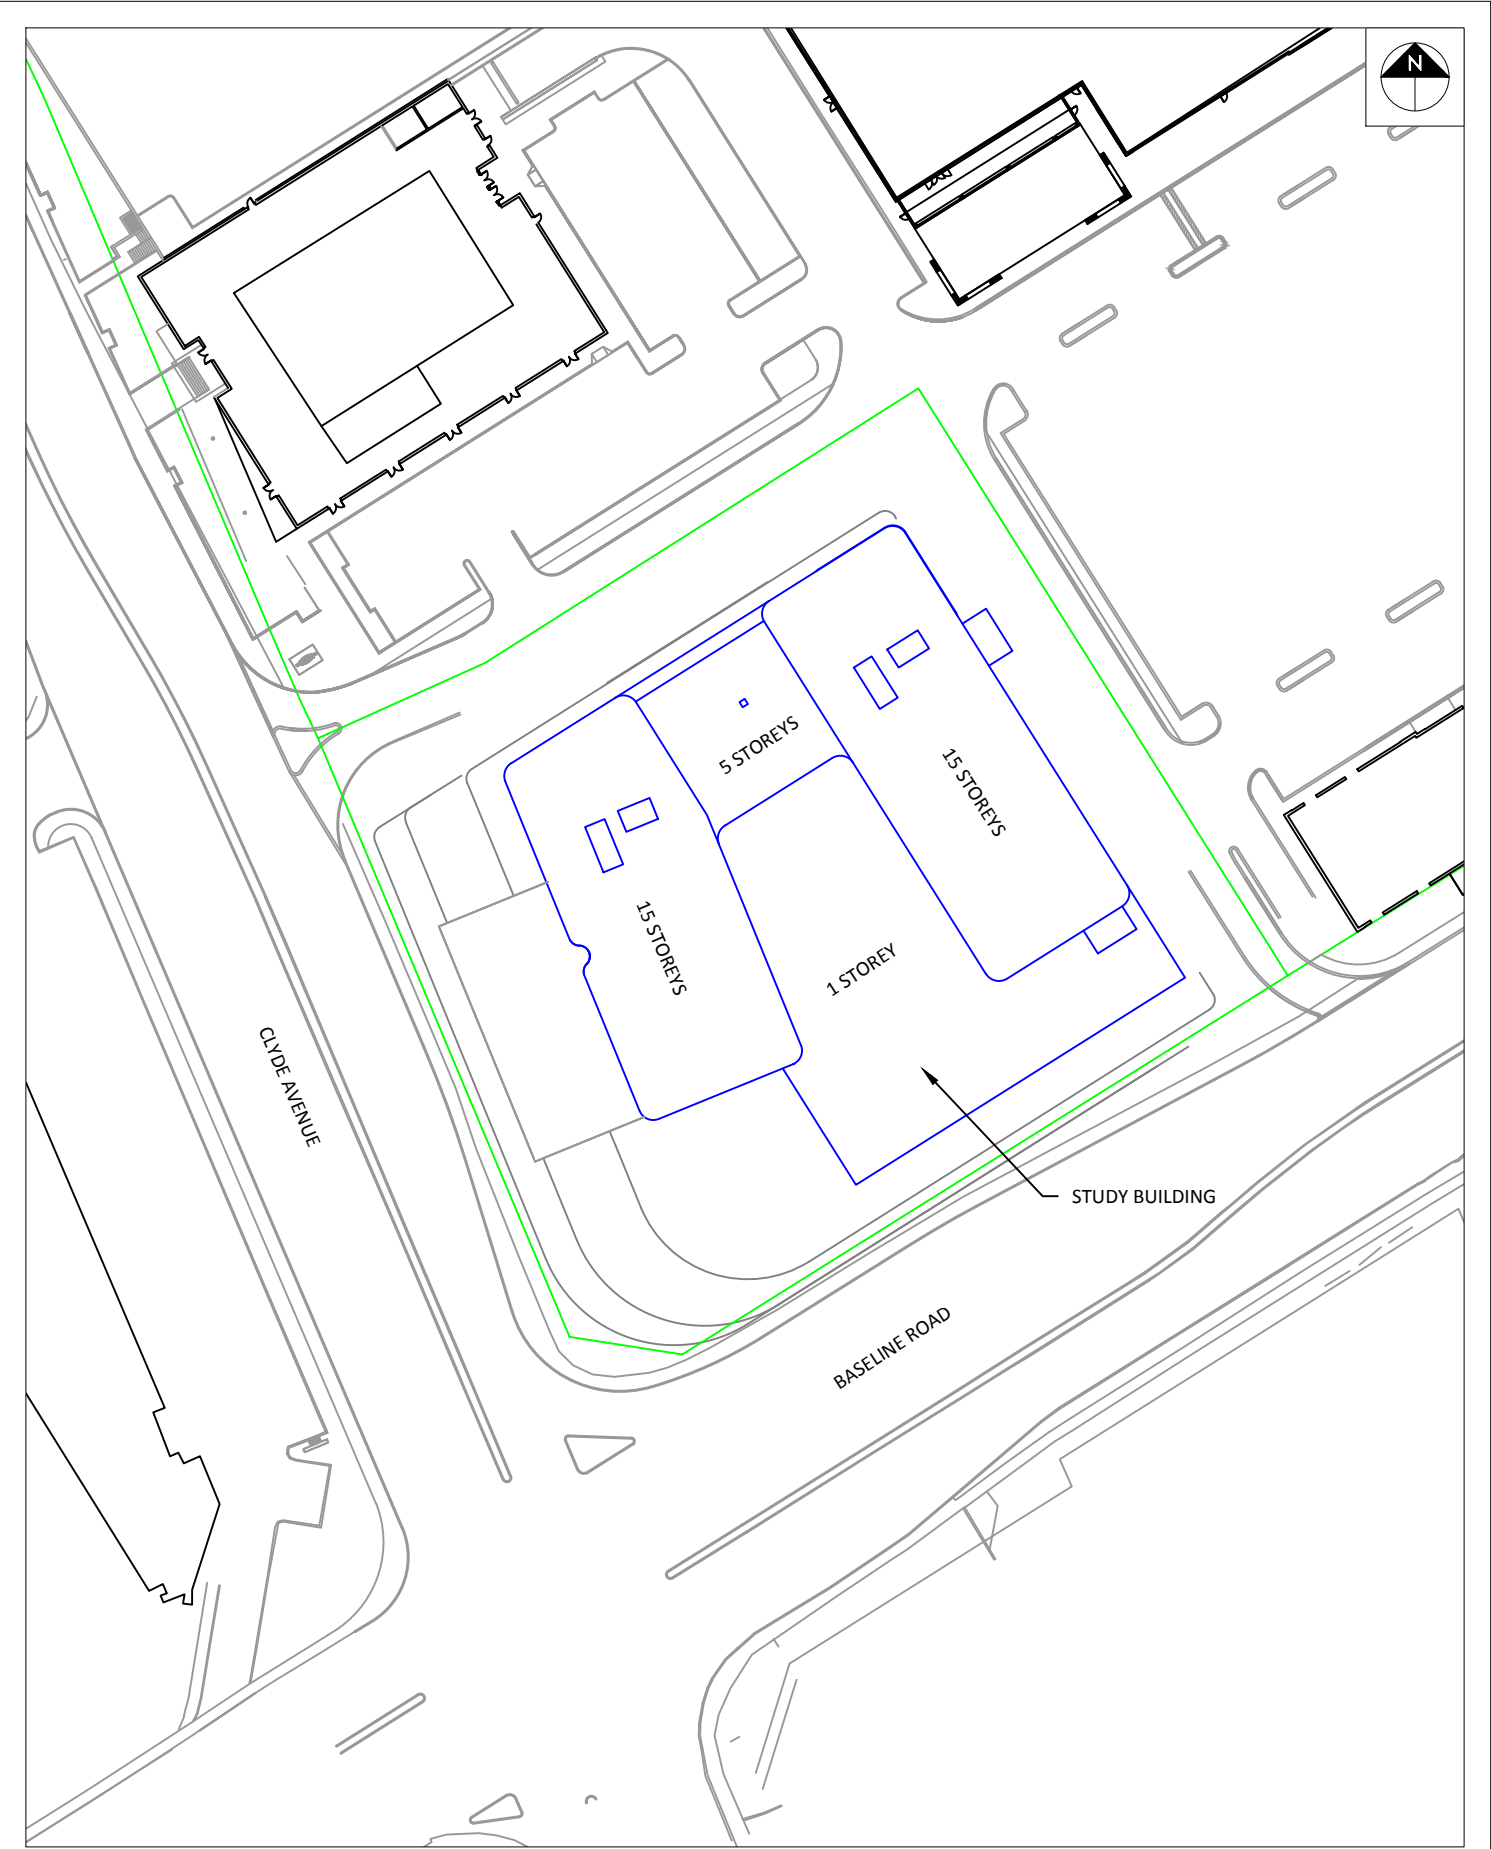 N
5 STOREYS
15 STOREYS
15 STOREYS
1 STOREY
CLYDE AVENUE
STUDY BUILDING
BASELINE ROAD